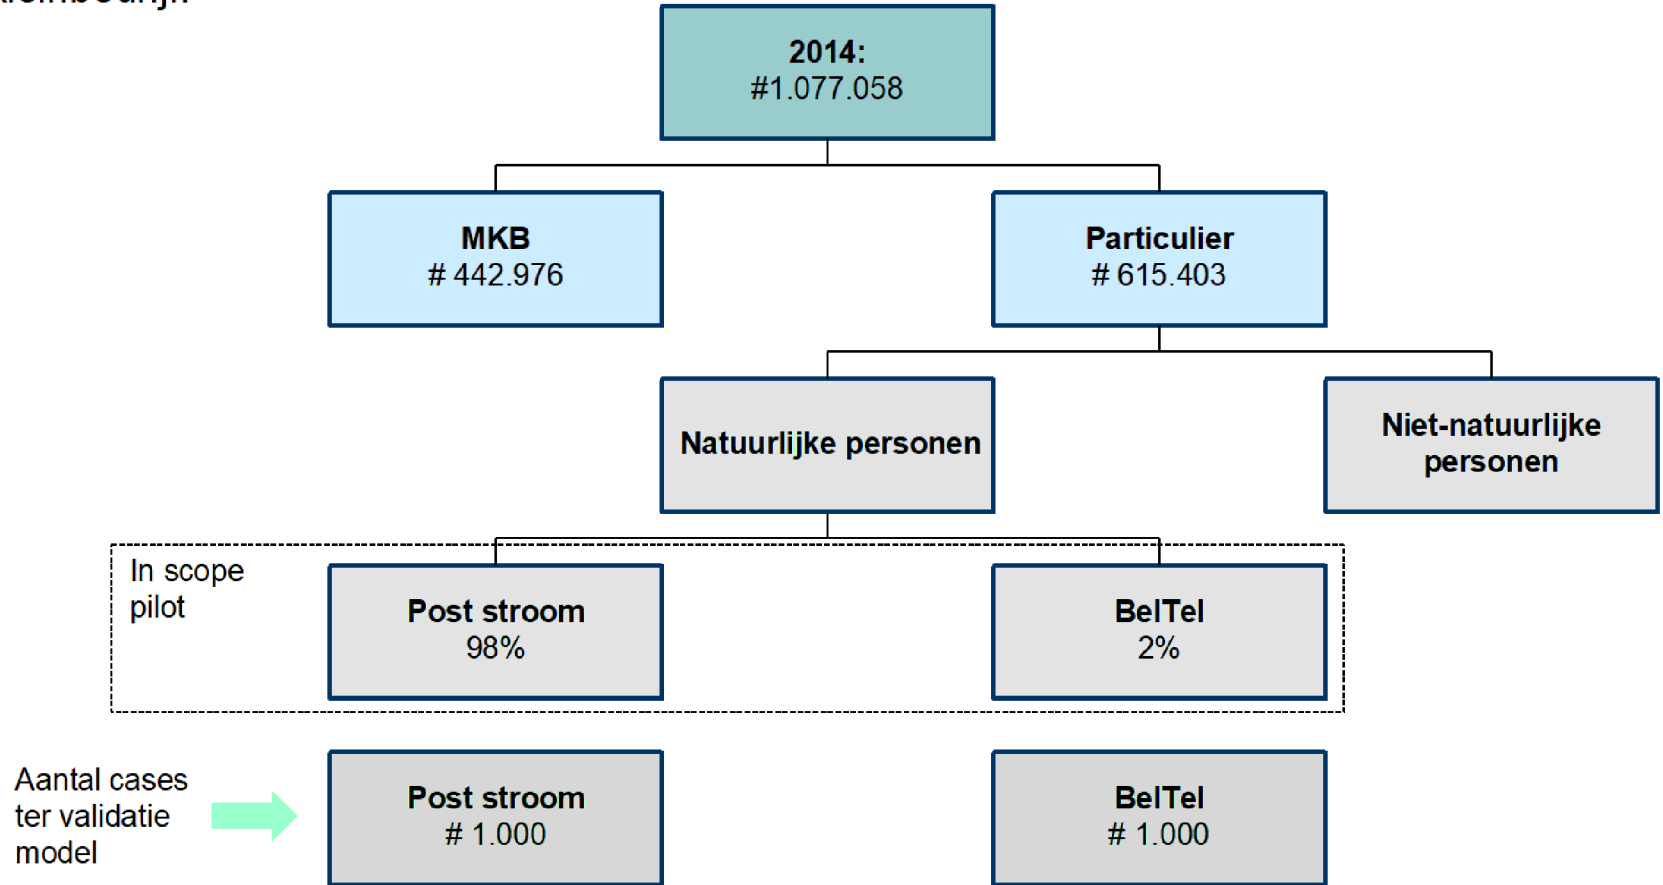 2014:
#1.077.058
MKB
# 442.976
Particulier
# 615.403
Natuurlijke personen
Niet-natuurlijke
personen
In scope
pilot
Post stroom
98%
BelTel
2%
Aantal cases
ter validatie
model
Post stroom
# 1.000
BelTel
# 1.000